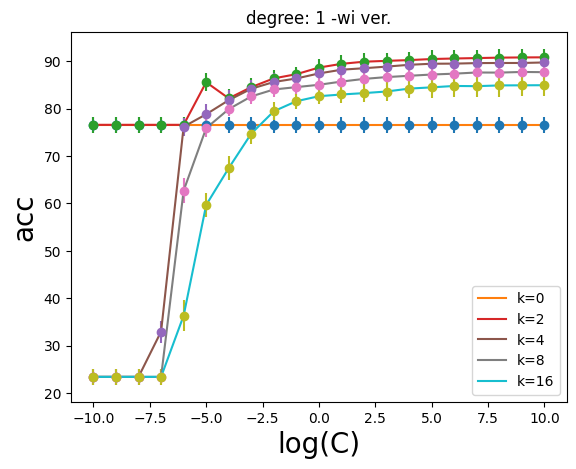 degree: 1 -wi ver.
acc
90
80
70
60
50
40
30
20
k=0
k=2
k=4
k=8
k=16
−10.0 −7.5 −5.0 −2.5 0.0 2.5 5.0 7.5 10.0
log(C)